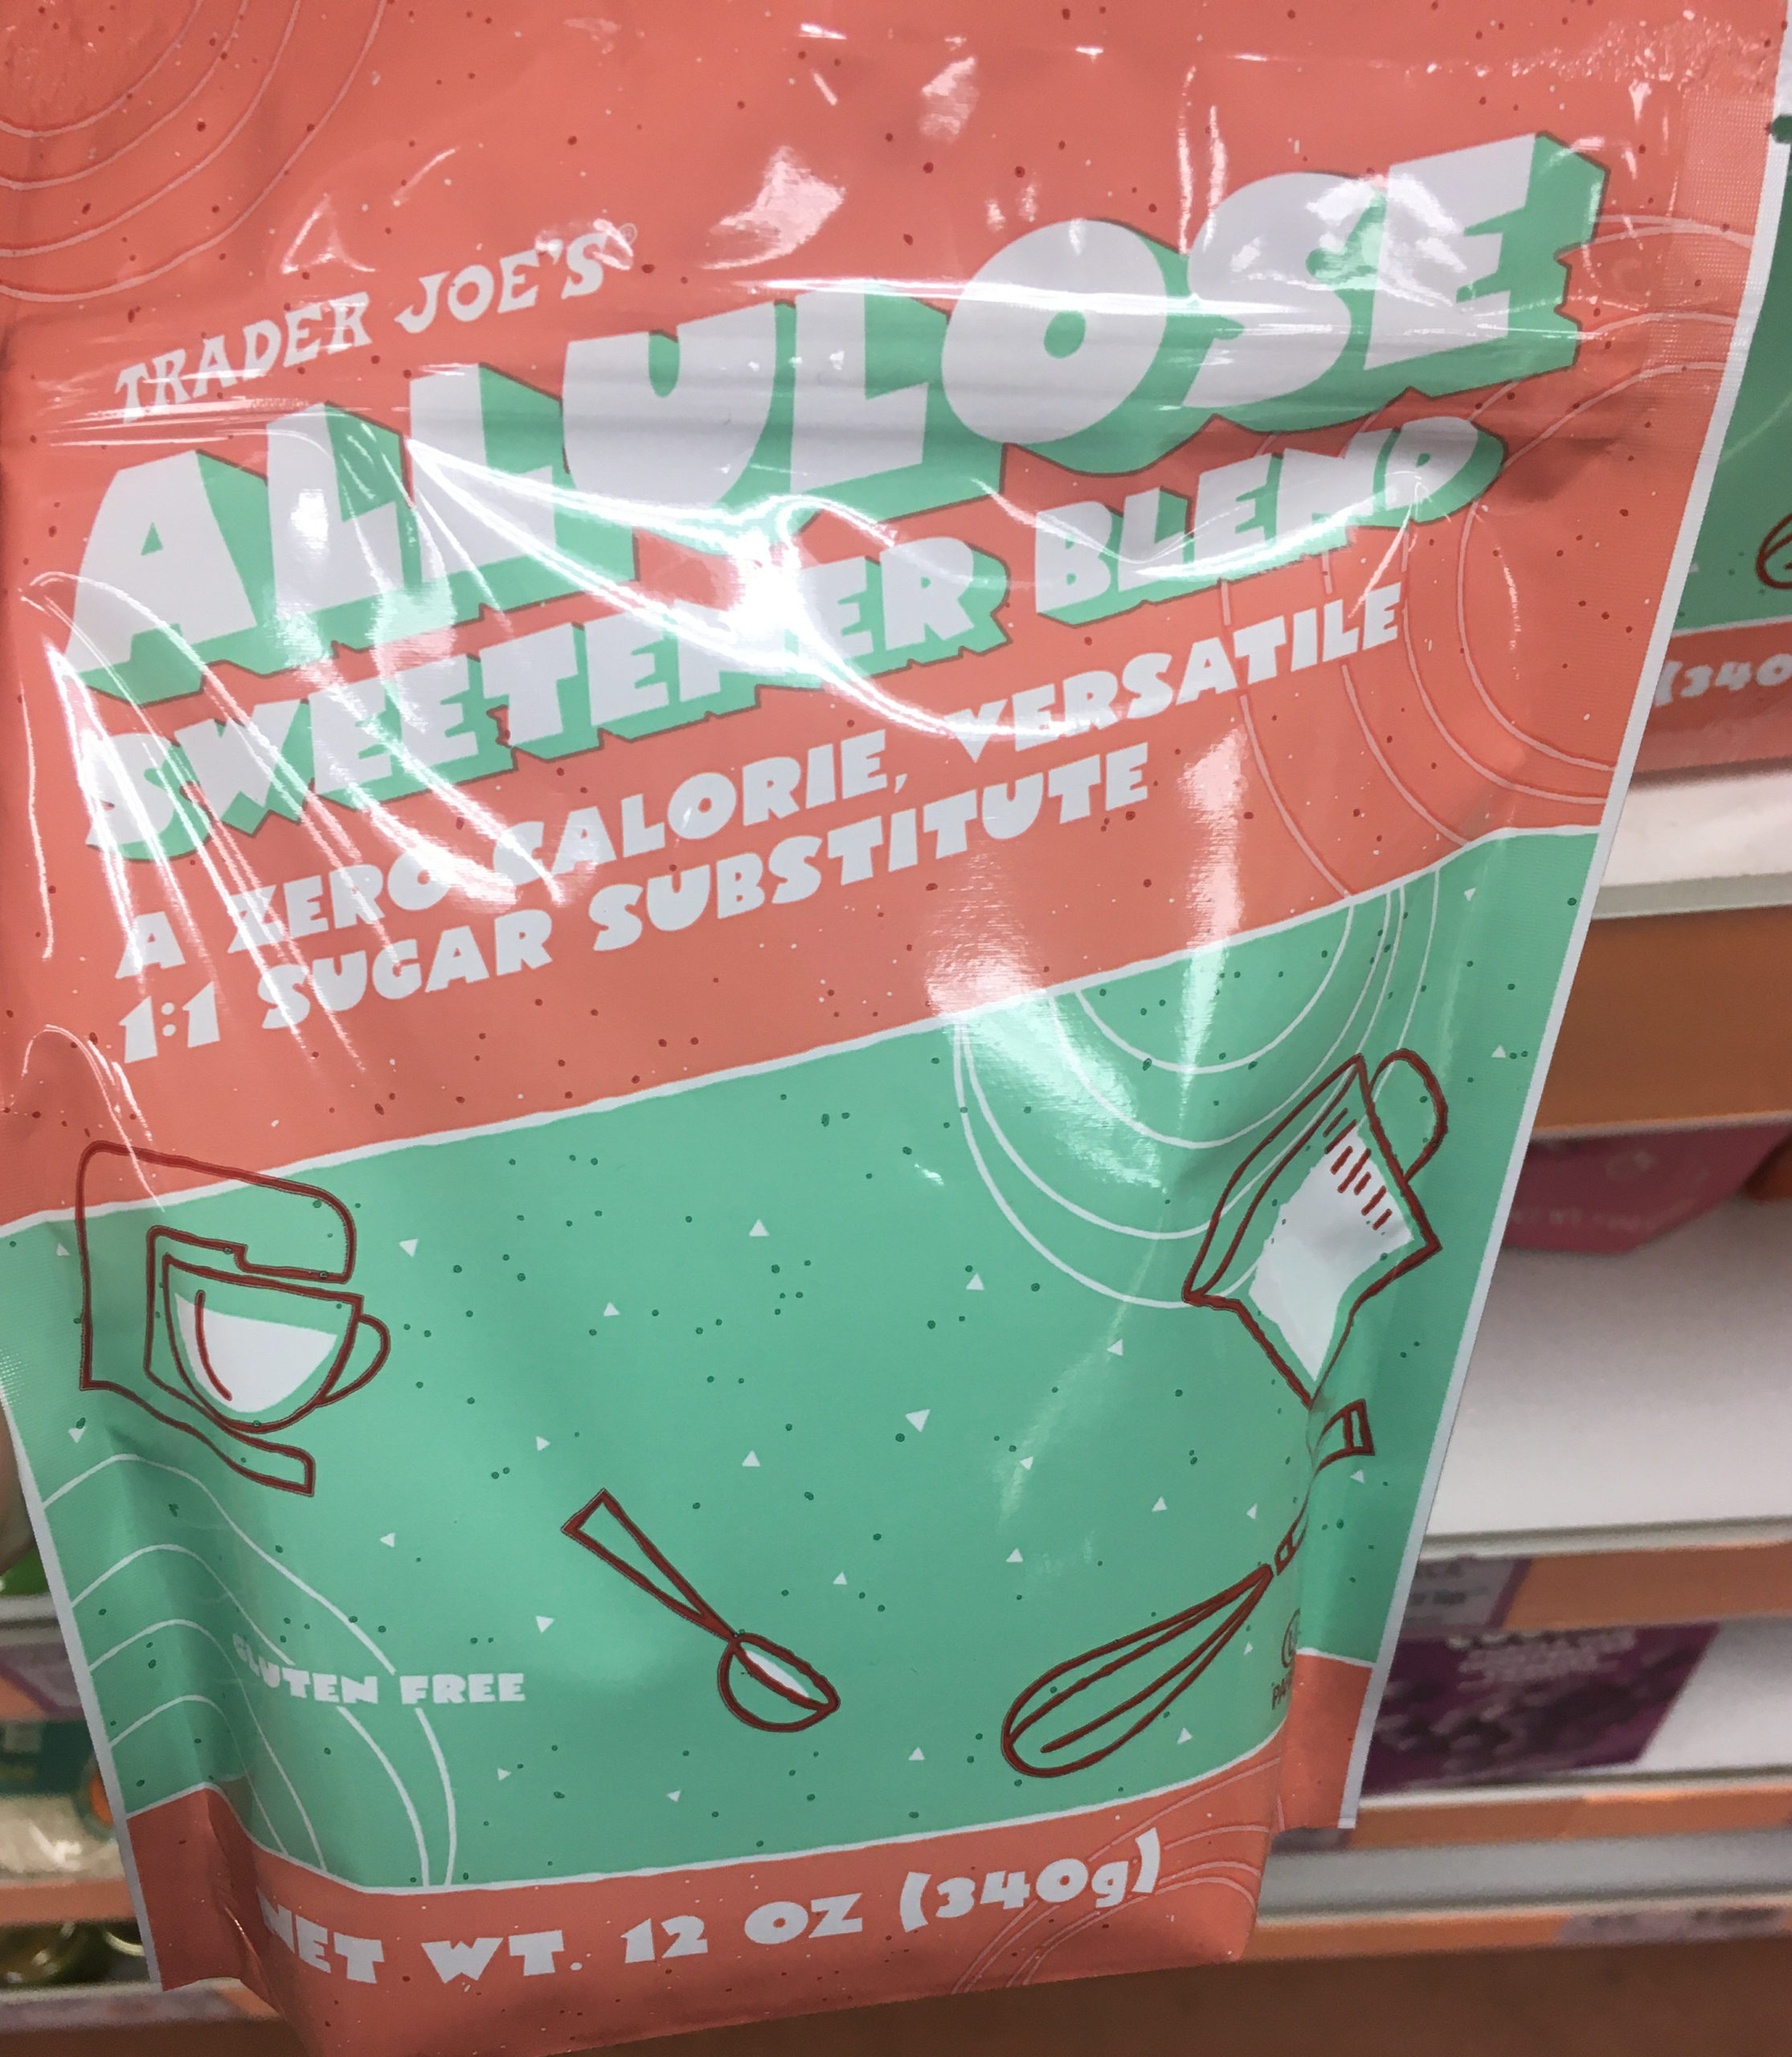 TRADER JOE'S®
ALLULOSE
SWEETENER BLEND
A ZERO CALORIE, VERSATILE
1:1 SUGAR SUBSTITUTE
GLUTEN FREE
NET WT. 12 OZ (340g)
(340